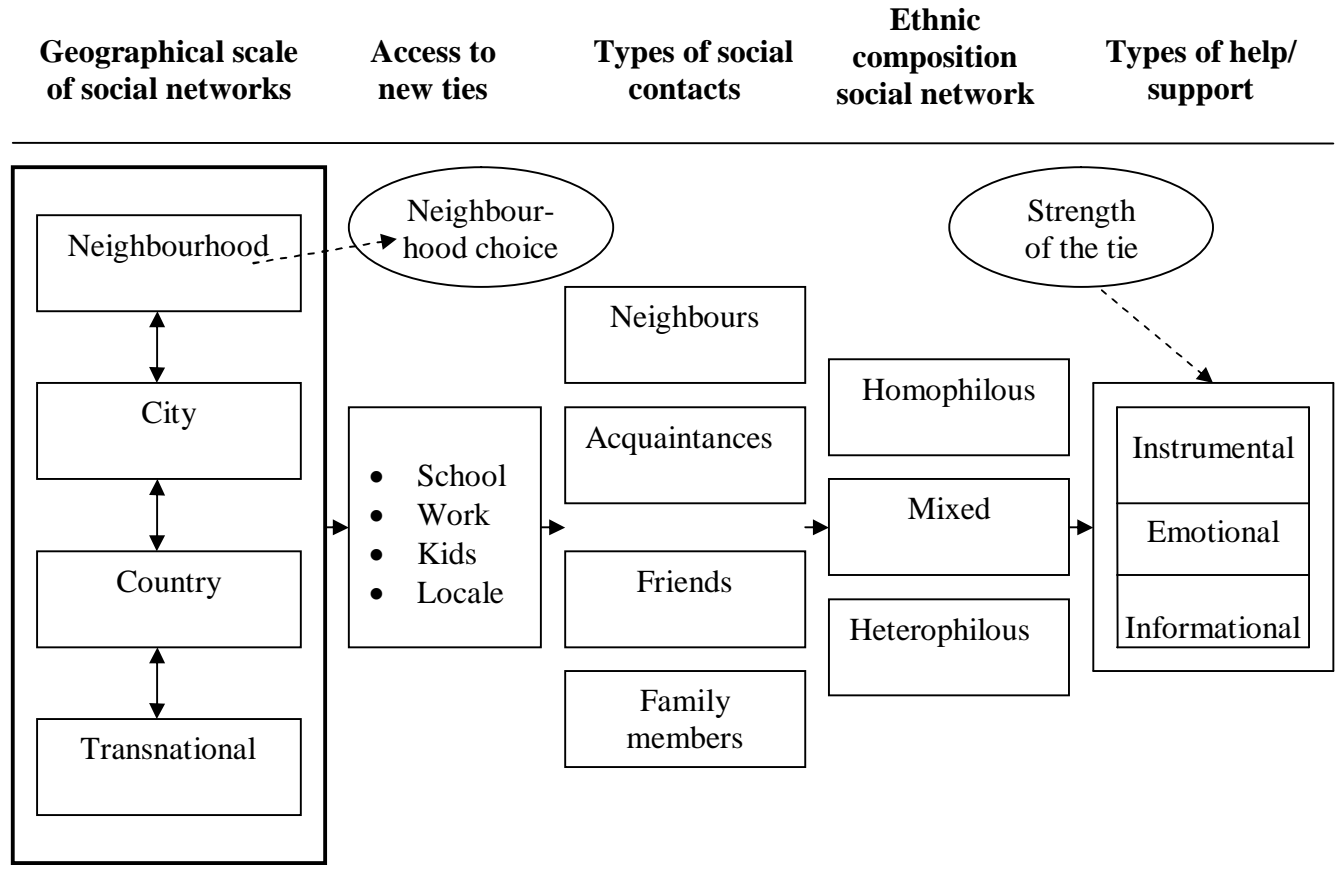 Geographical scale
of social networks
Access to
new ties
Types of social
contacts
Ethnic
composition
social network
Types of help/
support
Neighbourhood
City
Country
Transnational
Neighbour-
hood choice
• School
• Work
• Kids
• Locale
Neighbours
Acquaintances
Friends
Family
members
Homophilous
Mixed
Heterophilous
Strength
of the tie
Instrumental
Emotional
Informational